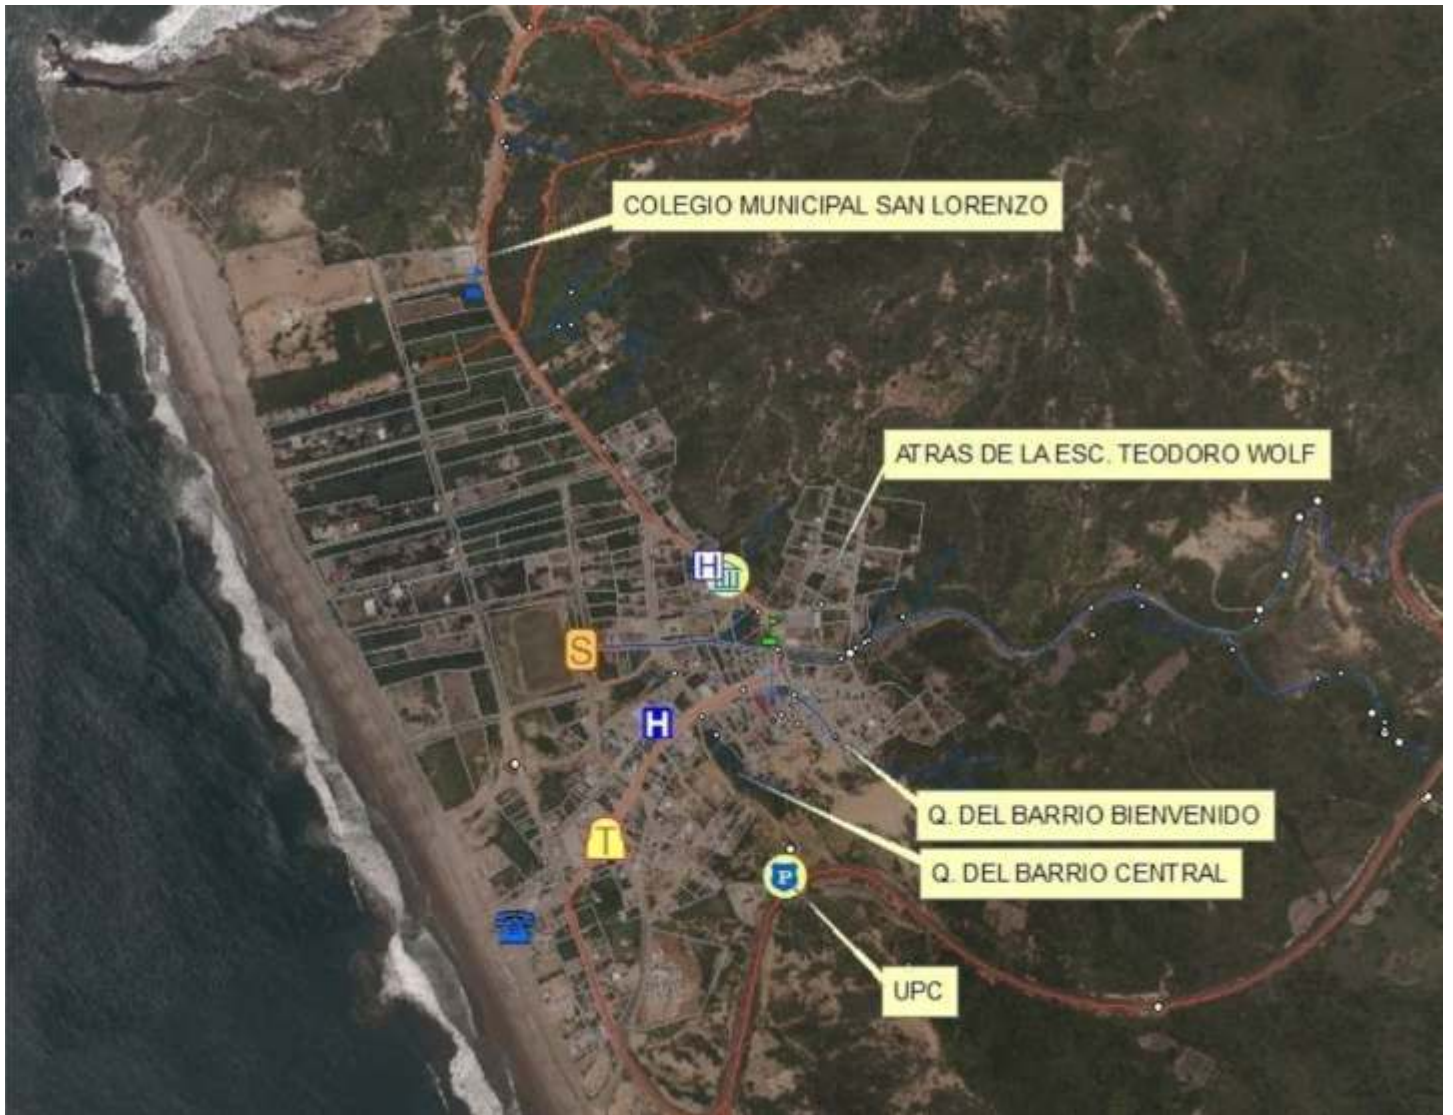 COLEGIO MUNICIPAL SAN LORENZO
ATRAS DE LA ESC. TEODORO WOLF
H
S
H
Q. DEL BARRIO BIENVENIDO
T
Q. DEL BARRIO CENTRAL
P
UPC